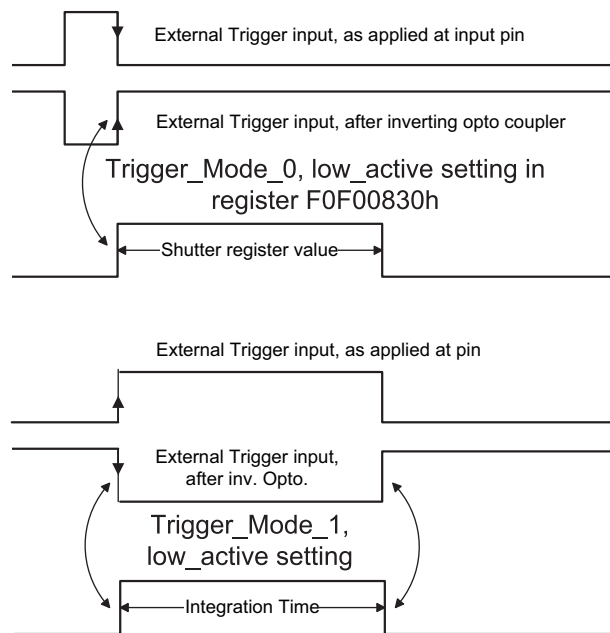 External Trigger input, as applied at input pin
External Trigger input, after inverting opto coupler
Trigger_Mode_0, low_active setting in
register F0F00830h
Shutter register value
External Trigger input, as applied at pin
External Trigger input,
after inv. Opto.
Trigger_Mode_1,
low_active setting
Integration Time